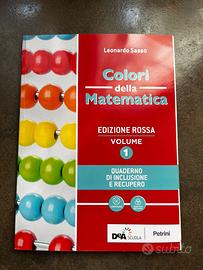 Leonardo Sasso
Colori
della
Matematica
EDIZIONE ROSSA
VOLUME
1
QUADERNO
DI INCLUSIONE
E RECUPERO
DeA SCUOLA
Petrini
subito